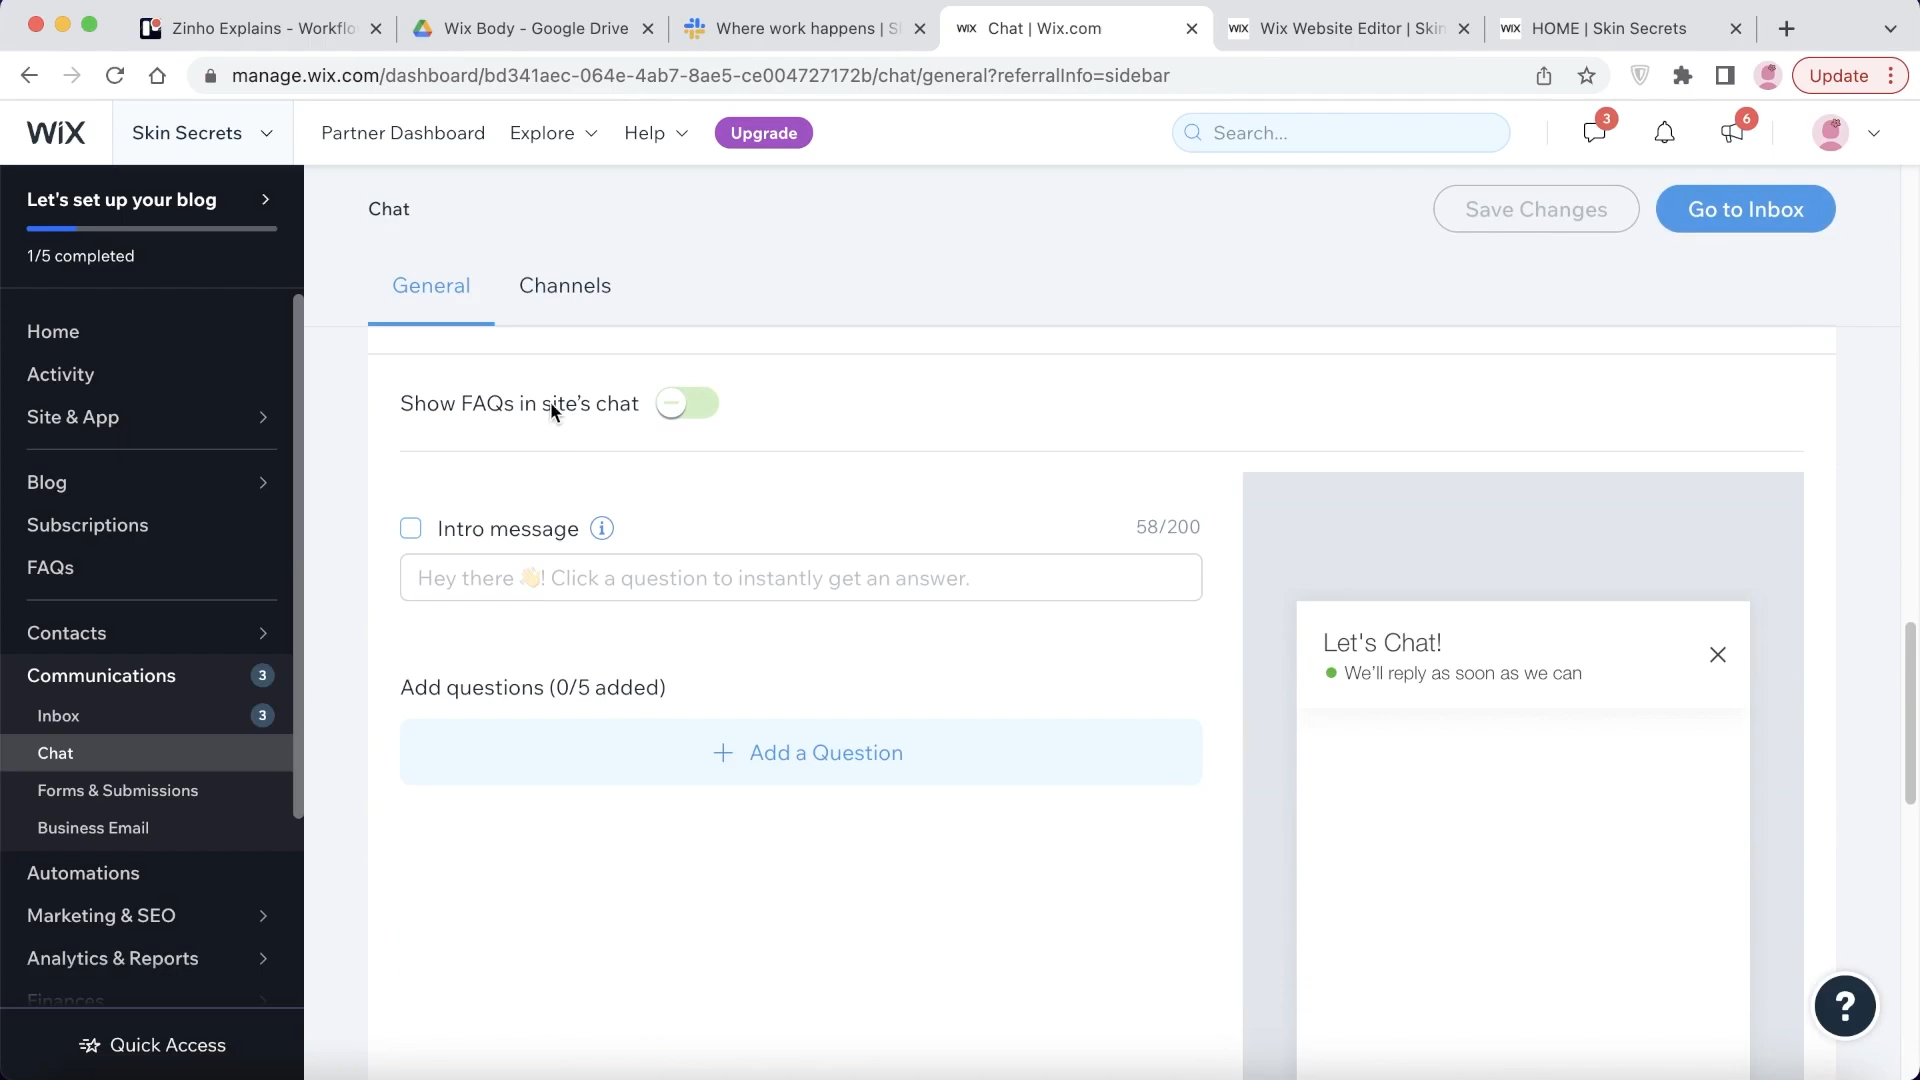 Zinho Explains - Workflo
Wix Body - Google Drive
Where work happens | Sl
WiX Chat | Wix.com
WiX Wix Website Editor | Skin
WiX HOME | Skin Secrets
manage.wix.com/dashboard/bd341aec-064e-4ab7-8ae5-ce004727172b/chat/general?referralInfo=sidebar
Update
WiX
Skin Secrets
Partner Dashboard
Explore
Help
Upgrade
Search...
3
6
Let's set up your blog
1/5 completed
Home
Activity
Site & App
Blog
Subscriptions
FAQs
Contacts
Communications 3
Inbox 3
Chat
Forms & Submissions
Business Email
Automations
Marketing & SEO
Analytics & Reports
Finances
Quick Access
Chat
Save Changes
Go to Inbox
General
Channels
Show FAQs in site's chat
Intro message i
58/200
Hey there 👋! Click a question to instantly get an answer.
Add questions (0/5 added)
+ Add a Question
Let's Chat!
We'll reply as soon as we can
?